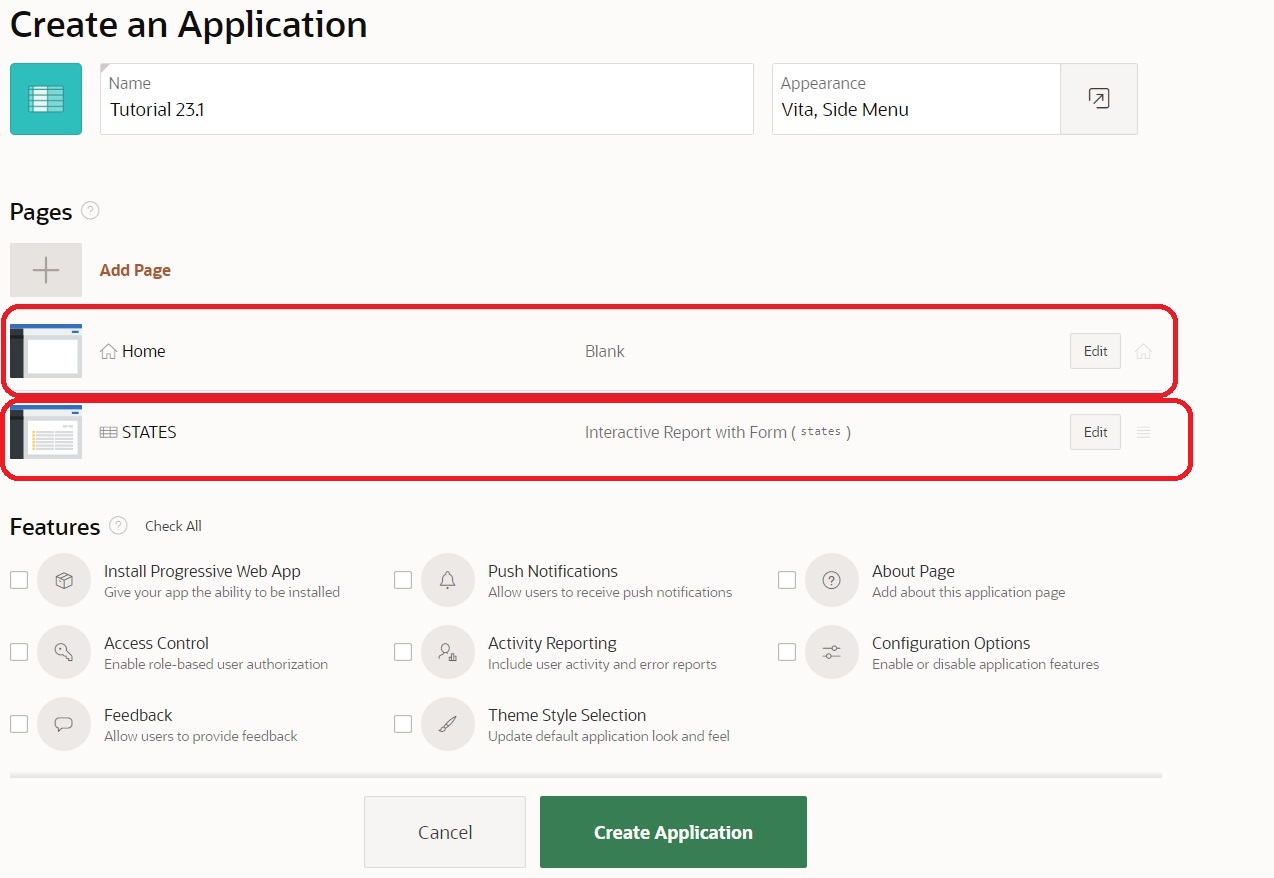 Create an Application
Name
Tutorial 23.1
Appearance
Vita, Side Menu
Pages ?
Add Page
Home Blank Edit
STATES Interactive Report with Form ( states ) Edit
Features ? Check All
Install Progressive Web App
Give your app the ability to be installed
Push Notifications
Allow users to receive push notifications
? About Page
Add about this application page
Access Control
Enable role-based user authorization
Activity Reporting
Include user activity and error reports
Configuration Options
Enable or disable application features
Feedback
Allow users to provide feedback
Theme Style Selection
Update default application look and feel
Cancel
Create Application